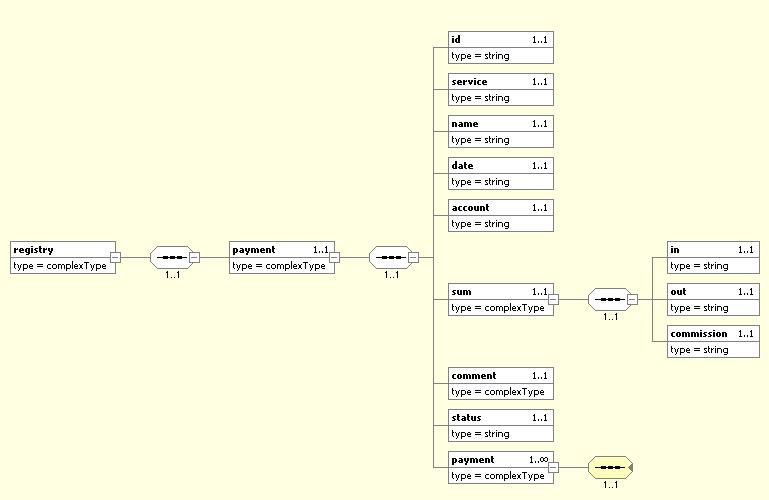 id 1..1
type = string
service 1..1
type = string
name 1..1
type = string
date 1..1
type = string
account 1..1
type = string
registry
type = complexType
1..1
payment 1..1
type = complexType
1..1
sum 1..1
type = complexType
1..1
in 1..1
type = string
out 1..1
type = string
commission 1..1
type = string
comment 1..1
type = complexType
status 1..1
type = string
payment 1..∞
type = complexType
1..1